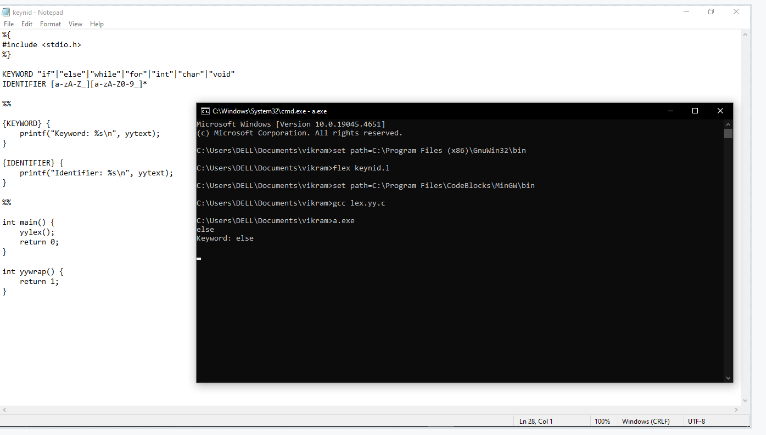 keynid - Notepad
File Edit Format View Help
%{
#include <stdio.h>
%}
KEYWORD "if"|"else"|"while"|"for"|"int"|"char"|"void"
IDENTIFIER [a-zA-Z_][a-zA-Z0-9_]*
%%
{KEYWORD} {
printf("Keyword: %s\n", yytext);
}
{IDENTIFIER} {
printf("Identifier: %s\n", yytext);
}
%%
int main() {
yylex();
return 0;
}
int yywrap() {
return 1;
}
C:\Windows\System32\cmd.exe - a.exe
Microsoft Windows [Version 10.0.19045.4651]
(c) Microsoft Corporation. All rights reserved.
C:\Users\DELL\Documents\vikram>set path=C:\Program Files (x86)\GnuWin32\bin
C:\Users\DELL\Documents\vikram>flex keynid.l
C:\Users\DELL\Documents\vikram>set path=C:\Program Files\CodeBlocks\MinGW\bin
C:\Users\DELL\Documents\vikram>gcc lex.yy.c
C:\Users\DELL\Documents\vikram>a.exe
else
Keyword: else
Ln 28, Col 1 100% Windows (CRLF) UTF-8